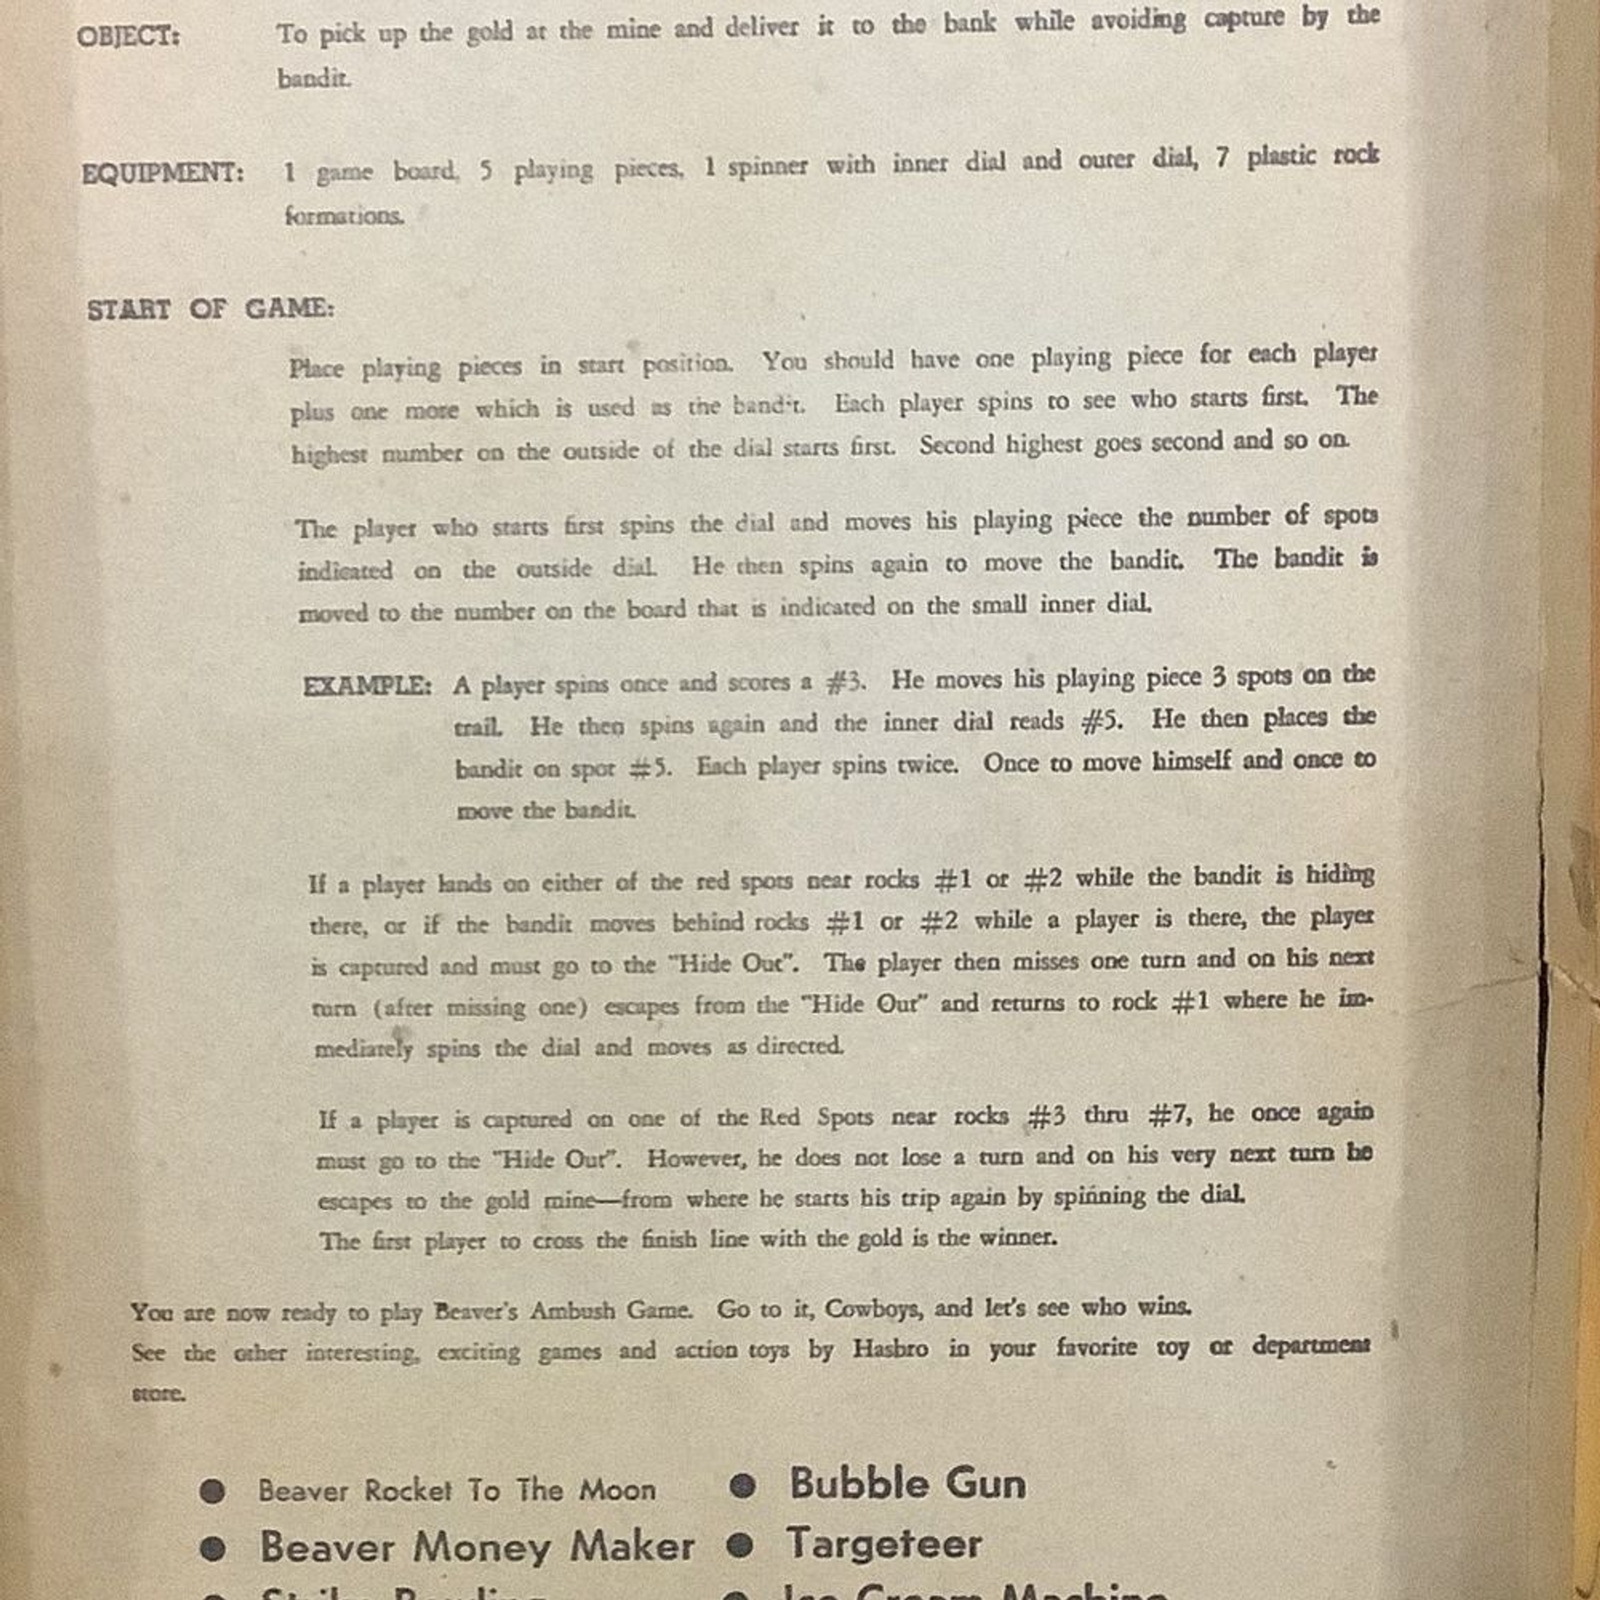 OBJECT: To pick up the gold at the mine and deliver it to the bank while avoiding capture by the
bandit.
EQUIPMENT: 1 game board, 5 playing pieces, 1 spinner with inner dial and outer dial, 7 plastic rock
formations.
START OF GAME:
Place playing pieces in start position. You should have one playing piece for each player
plus one more which is used as the bandit. Each player spins to see who starts first. The
highest number on the outside of the dial starts first. Second highest goes second and so on.
The player who starts first spins the dial and moves his playing piece the number of spots
indicated on the outside dial. He then spins again to move the bandit. The bandit is
moved to the number on the board that is indicated on the small inner dial.
EXAMPLE: A player spins once and scores a #3. He moves his playing piece 3 spots on the
trail. He then spins again and the inner dial reads #5. He then places the
bandit on spot #5. Each player spins twice. Once to move himself and once to
move the bandit.
If a player lands on either of the red spots near rocks #1 or #2 while the bandit is hiding
there, or if the bandit moves behind rocks #1 or #2 while a player is there, the player
is captured and must go to the "Hide Out". The player then misses one turn and on his next
turn (after missing one) escapes from the "Hide Out" and returns to rock #1 where he im-
mediately spins the dial and moves as directed.
If a player is captured on one of the Red Spots near rocks #3 thru #7, he once again
must go to the "Hide Out". However, he does not lose a turn and on his very next turn he
escapes to the gold mine—from where he starts his trip again by spinning the dial.
The first player to cross the finish line with the gold is the winner.
You are now ready to play Beaver's Ambush Game. Go to it, Cowboys, and let's see who wins.
See the other interesting, exciting games and action toys by Hasbro in your favorite toy or department
store.
● Beaver Rocket To The Moon ● Bubble Gun
● Beaver Money Maker ● Targeteer
● Ice Cream Machine